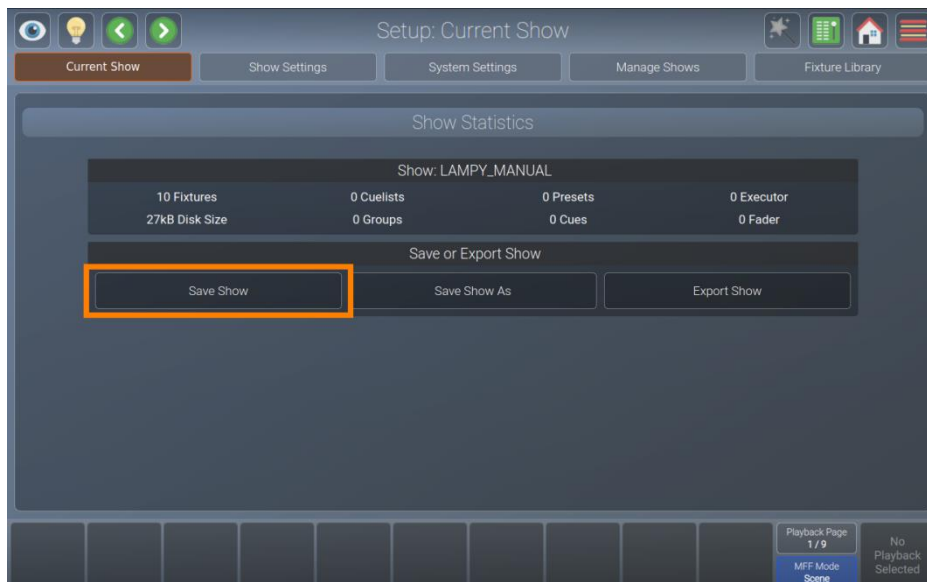 Setup: Current Show
Current Show Show Settings System Settings Manage Shows Fixture Library
Show Statistics
Show: LAMPY_MANUAL
10 Fixtures 0 Cuelists 0 Presets 0 Executor
27kB Disk Size 0 Groups 0 Cues 0 Fader
Save or Export Show
Save Show Save Show As Export Show
Playback Page
1 / 9
MFF Mode
Scene
No
Playback
Selected